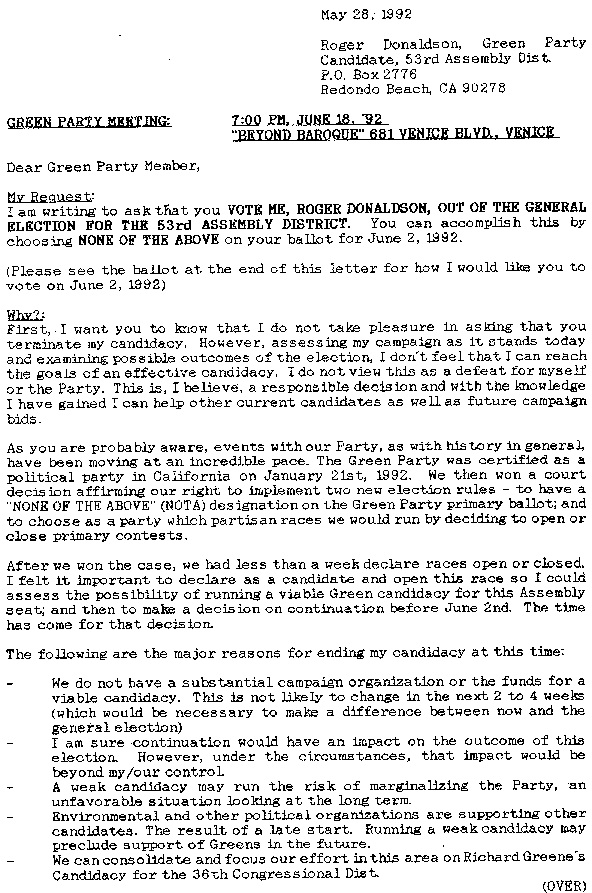 May 28, 1992
Roger Donaldson, Green Party
Candidate, 53rd Assembly Dist.
P.O. Box 2776
Redondo Beach, CA 90278
GREEN PARTY MEETING: 7:00 PM, JUNE 18, '92
"BEYOND BAROQUE" 681 VENICE BLVD., VENICE
Dear Green Party Member,
My Request:
I am writing to ask that you VOTE ME, ROGER DONALDSON, OUT OF THE GENERAL
ELECTION FOR THE 53rd ASSEMBLY DISTRICT. You can accomplish this by
choosing NONE OF THE ABOVE on your ballot for June 2, 1992.
(Please see the ballot at the end of this letter for how I would like you to
vote on June 2, 1992)
Why?:
First, I want you to know that I do not take pleasure in asking that you
terminate my candidacy. However, assessing my campaign as it stands today
and examining possible outcomes of the election, I don't feel that I can reach
the goals of an effective candidacy. I do not view this as a defeat for myself
or the Party. This is, I believe, a responsible decision and with the knowledge
I have gained I can help other current candidates as well as future campaign
bids.
As you are probably aware, events with our Party, as with history in general,
have been moving at an incredible pace. The Green Party was certified as a
political party in California on January 21st, 1992. We then won a court
decision affirming our right to implement two new election rules - to have a
"NONE OF THE ABOVE" (NOTA) designation on the Green Party primary ballot; and
to choose as a party which partisan races we would run by deciding to open or
close primary contests.
After we won the case, we had less than a week declare races open or closed.
I felt it important to declare as a candidate and open this race so I could
assess the possibility of running a viable Green candidacy for this Assembly
seat; and then to make a decision on continuation before June 2nd. The time
has come for that decision.
The following are the major reasons for ending my candidacy at this time:
- We do not have a substantial campaign organization or the funds for a
viable candidacy. This is not likely to change in the next 2 to 4 weeks
(which would be necessary to make a difference between now and the
general election)
- I am sure continuation would have an impact on the outcome of this
election. However, under the circumstances, that impact would be
beyond my/our control.
- A weak candidacy may run the risk of marginalizing the Party, an
unfavorable situation looking at the long term.
- Environmental and other political organizations are supporting other
candidates. The result of a late start. Running a weak candidacy may
preclude support of Greens in the future.
- We can consolidate and focus our effort in this area on Richard Greene's
Candidacy for the 36th Congressional Dist.
(OVER)